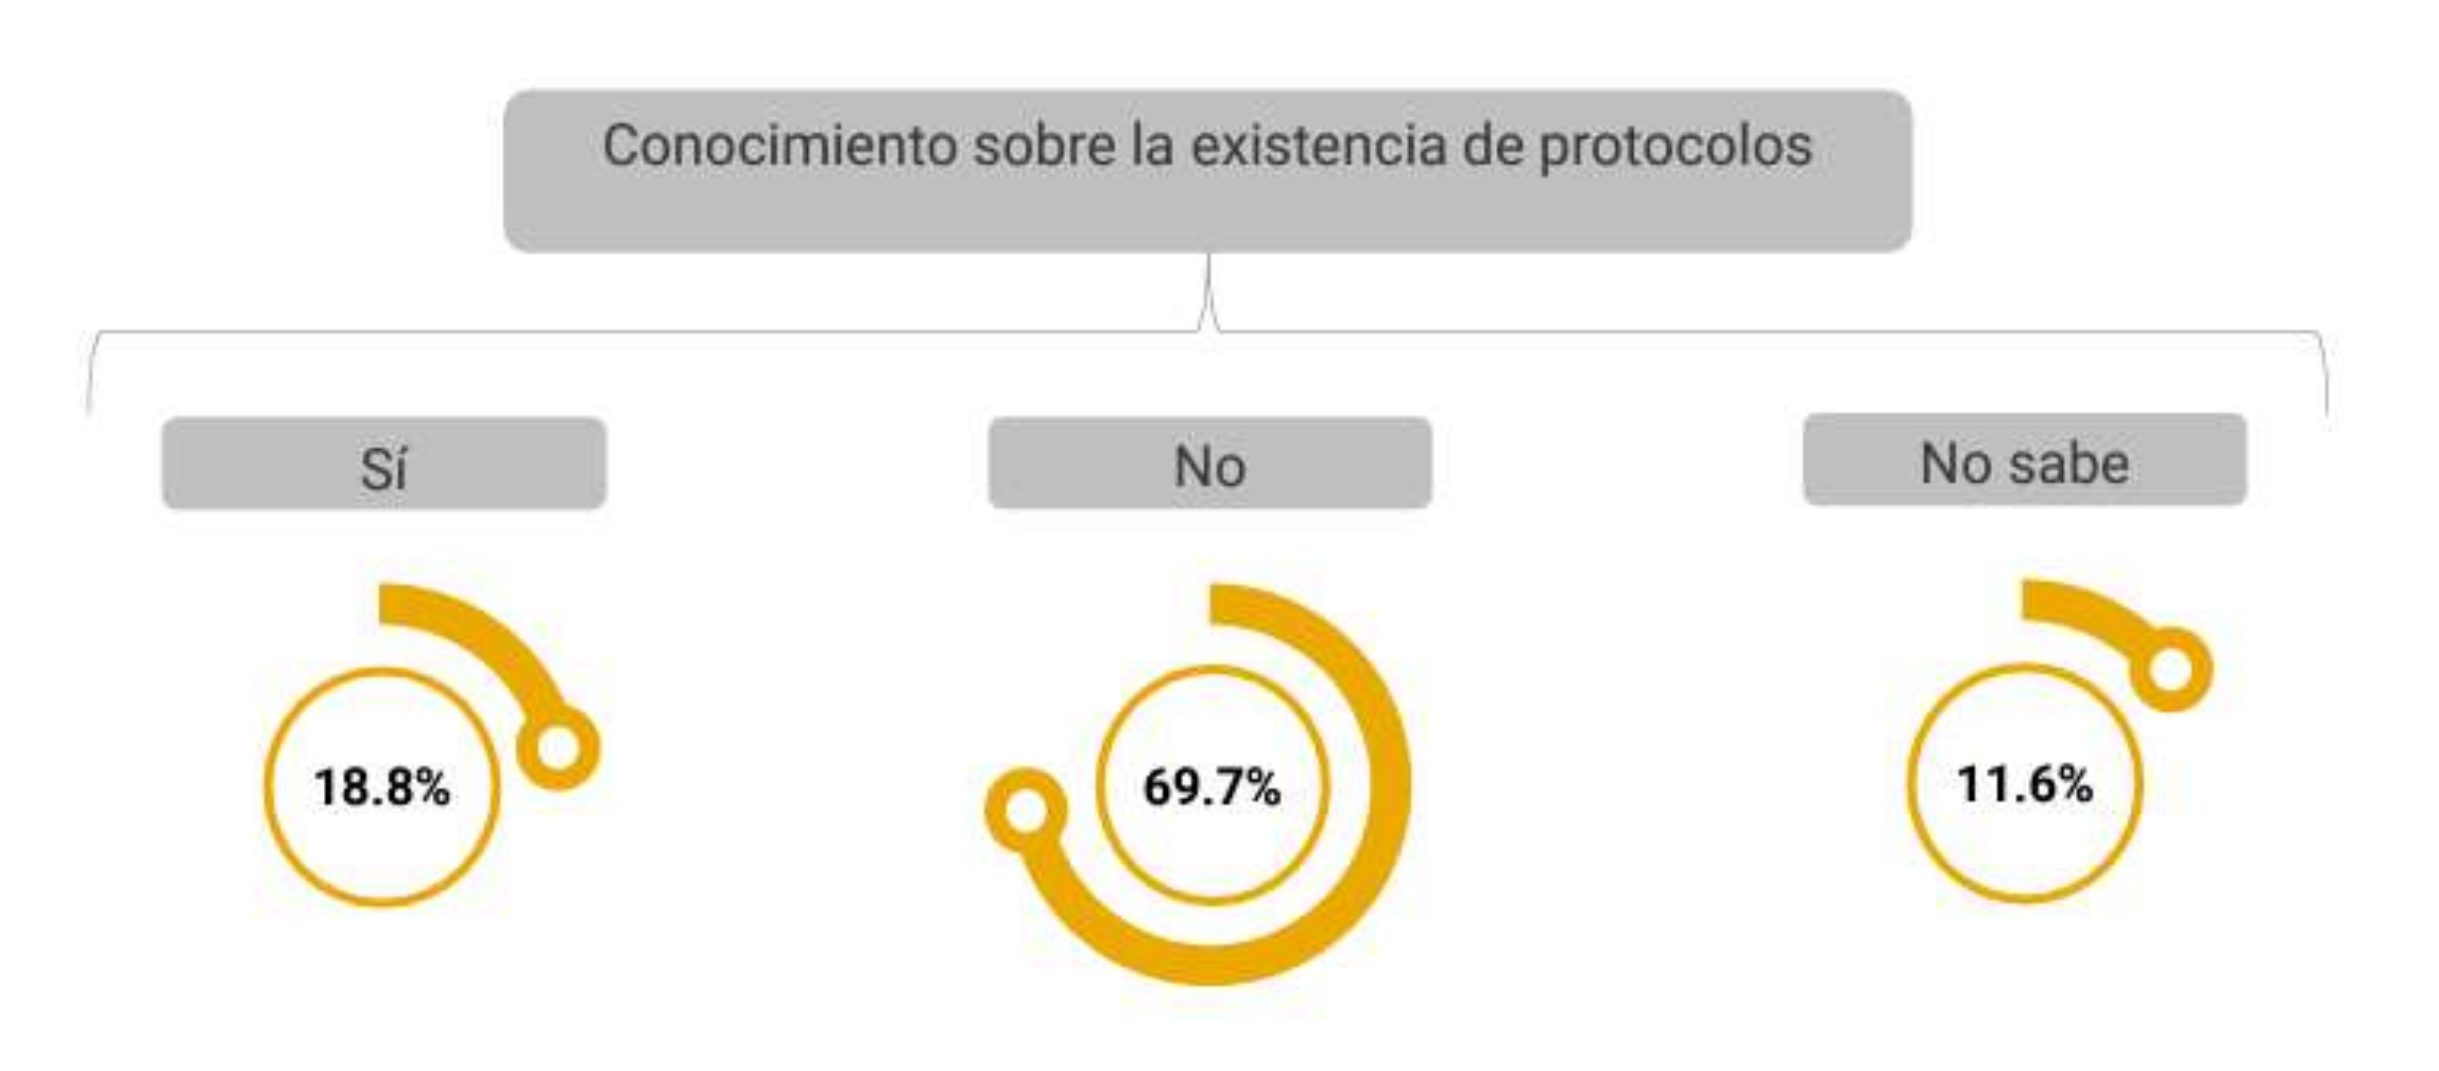 Conocimiento sobre la existencia de protocolos
Sí
No
No sabe
18.8%
69.7%
11.6%